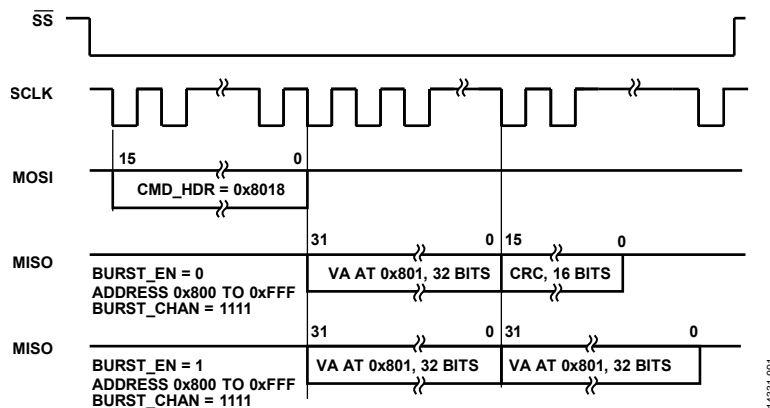 SS
SCLK
15 0
MOSI
CMD_HDR = 0x8018
31 0 15 0
MISO
VA AT 0x801, 32 BITS CRC, 16 BITS
BURST_EN = 0
ADDRESS 0x800 TO 0xFFF
BURST_CHAN = 1111
31 0 31 0
MISO
VA AT 0x801, 32 BITS VA AT 0x801, 32 BITS
BURST_EN = 1
ADDRESS 0x800 TO 0xFFF
BURST_CHAN = 1111